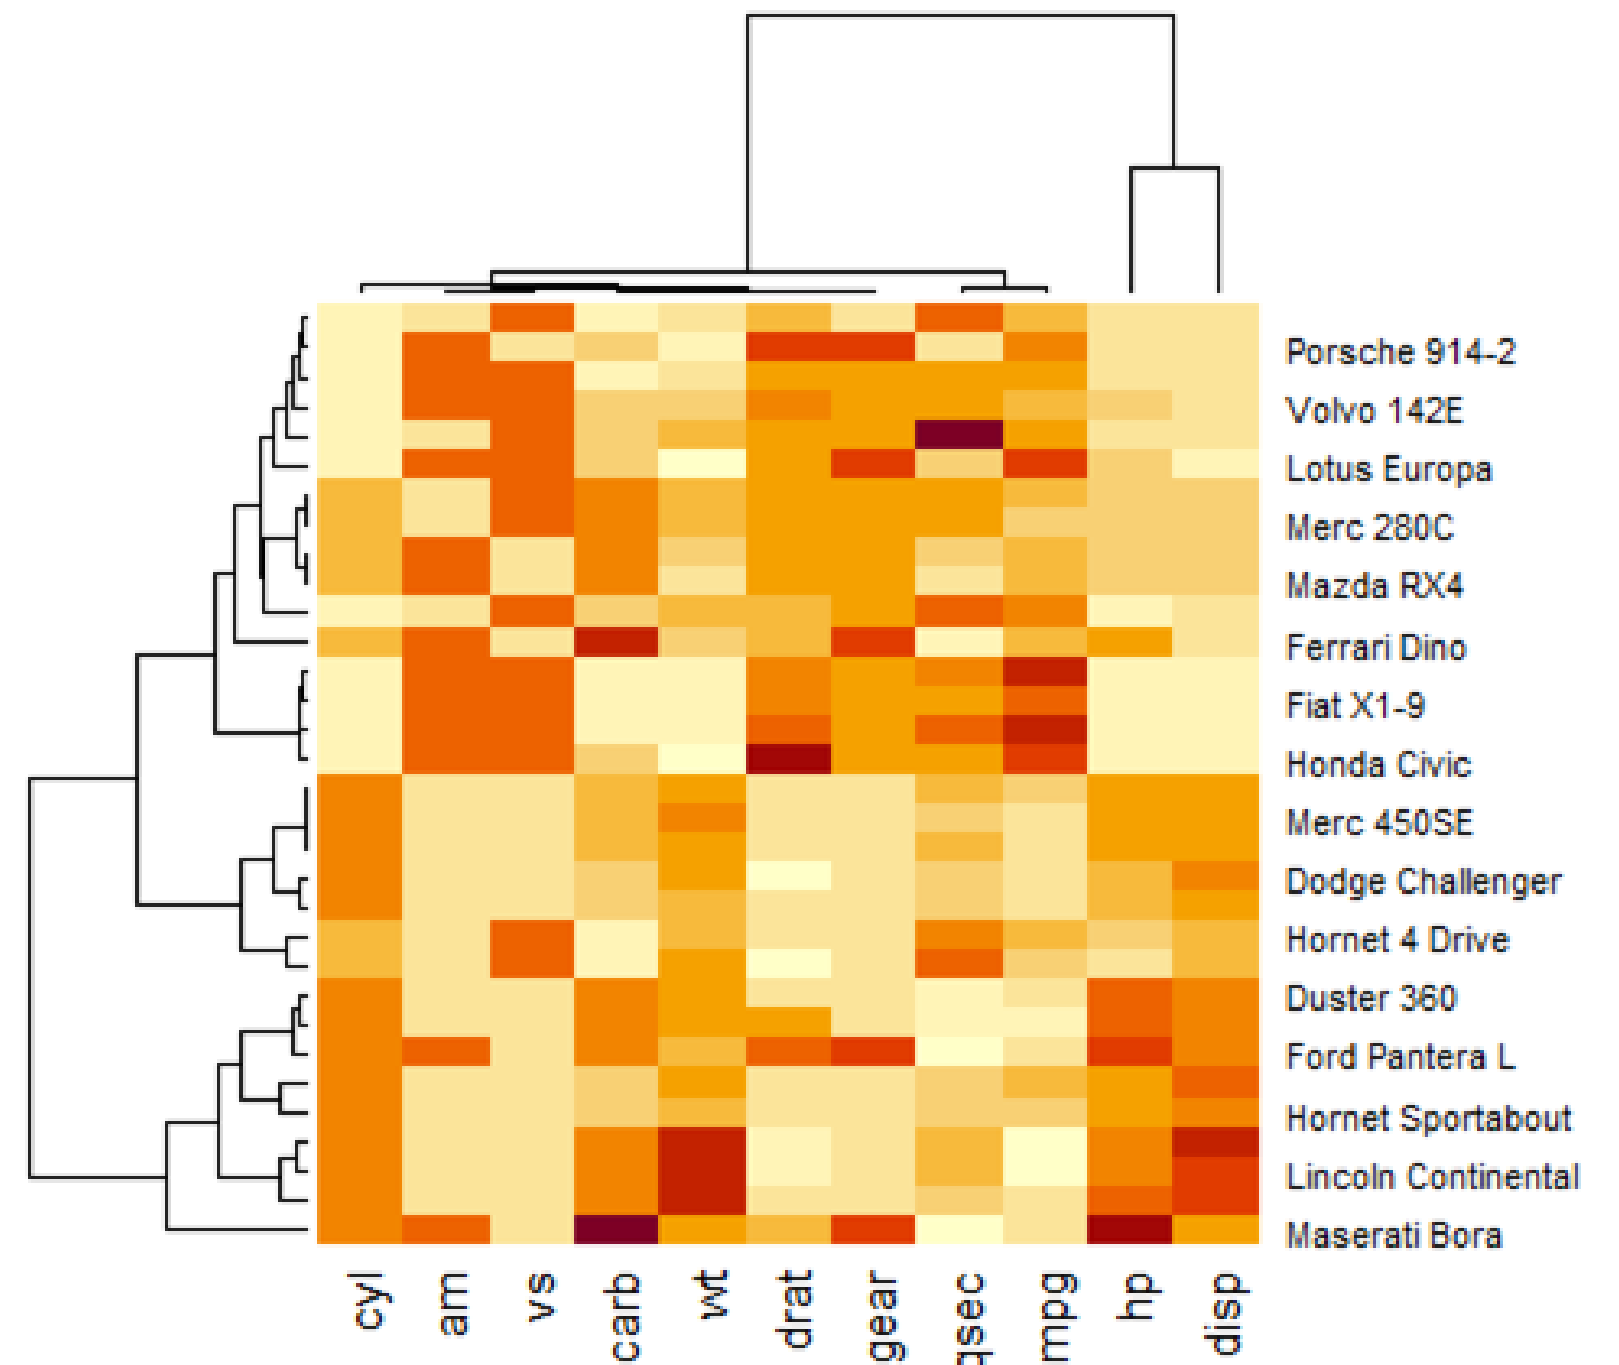 Porsche 914-2
Volvo 142E
Lotus Europa
Merc 280C
Mazda RX4
Ferrari Dino
Fiat X1-9
Honda Civic
Merc 450SE
Dodge Challenger
Hornet 4 Drive
Duster 360
Ford Pantera L
Hornet Sportabout
Lincoln Continental
Maserati Bora
cyl
am
vs
carb
wt
drat
gear
qsec
mpg
hp
disp